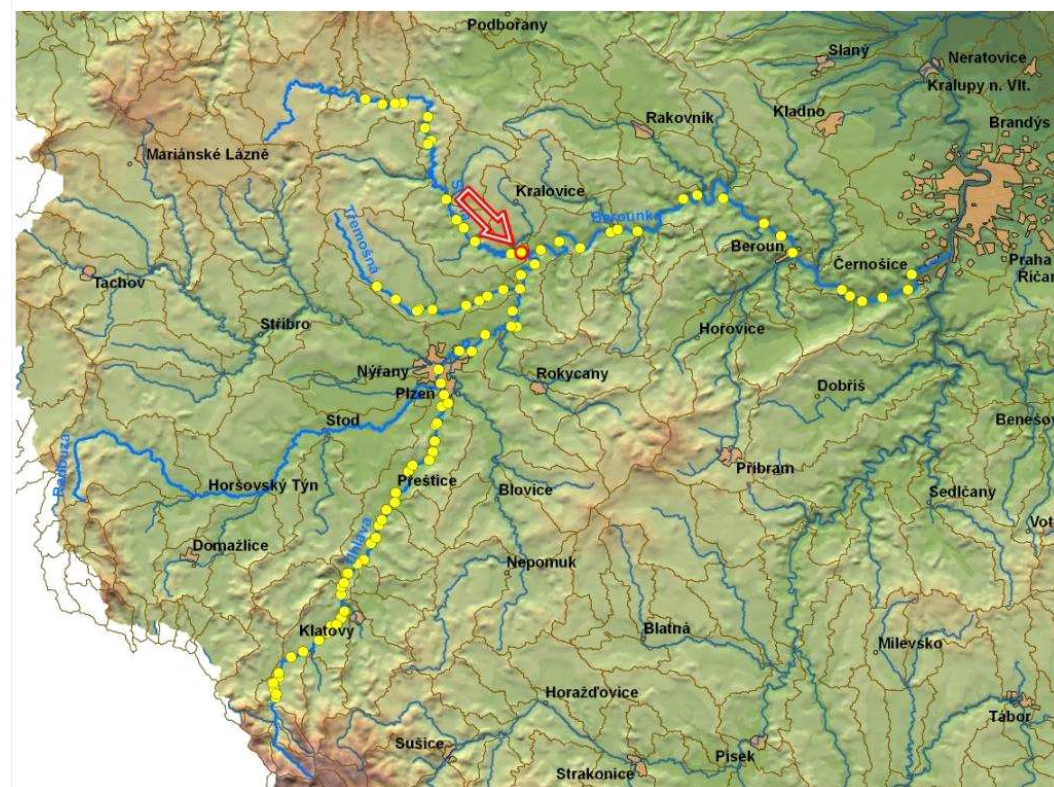 Podbořany
Slaný
Neratovice
Kralupy n. Vlt.
Kladno
Rakovník
Brandýs
Mariánské Lázně
Kralovice
Třemošná
Berounka
Beroun
Praha
Říčan
Černošice
Tachov
Stříbro
Hořovice
Nýřany
Rokycany
Plzeň
Dobříš
Stod
Benešov
Radbuza
Příbram
Horšovský Týn
Přeštice
Blovice
Sedlčany
Vot
Úhlava
Domažlice
Nepomuk
Klatovy
Blatná
Milevsko
Horažďovice
Tábor
Sušice
Písek
Strakonice